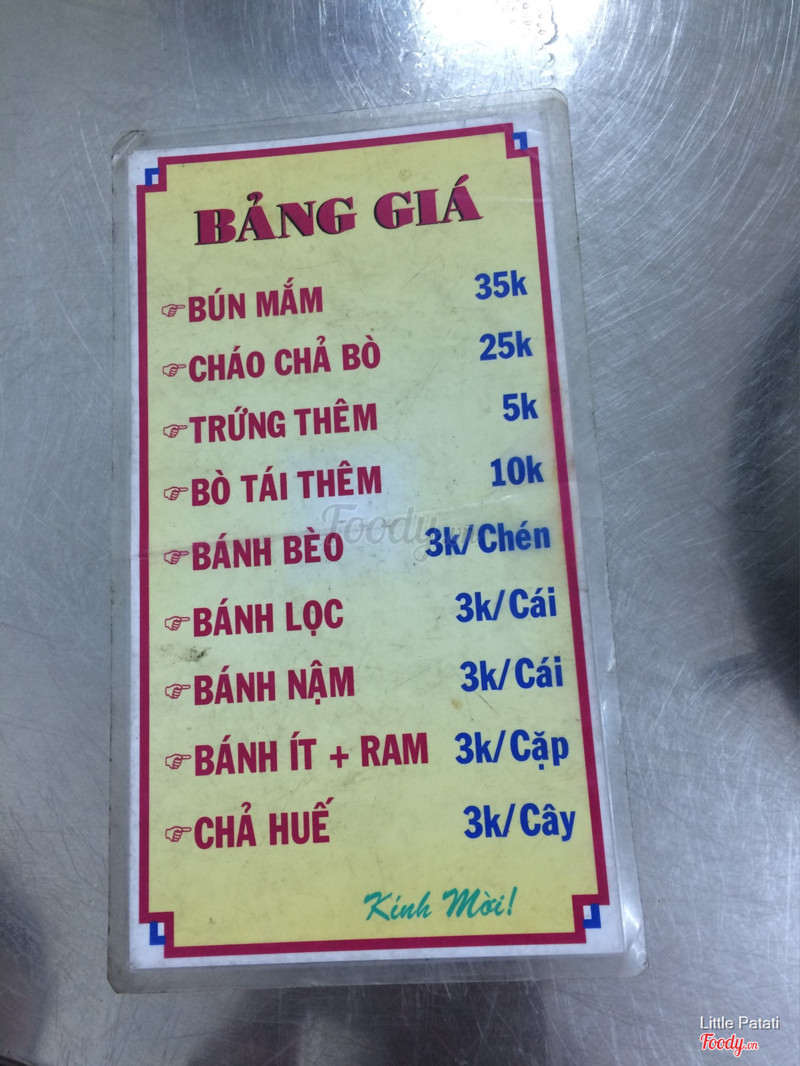 BẢNG GIÁ
BÚN MẮM 35k
CHÁO CHẢ BÒ 25k
TRỨNG THÊM 5k
BÒ TÁI THÊM 10k
BÁNH BÈO 3k/Chén
BÁNH LỌC 3k/Cái
BÁNH NẬM 3k/Cái
BÁNH ÍT + RAM 3k/Cặp
CHẢ HUẾ 3k/Cây
Kính Mời!
Foody.vn
Little Patati
Foody.vn